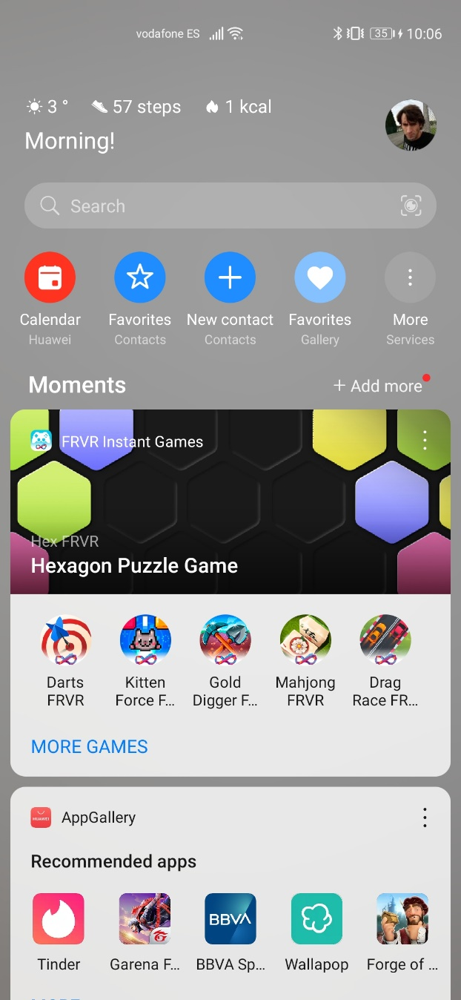 vodafone ES 35 10:06
3 ° 57 steps 1 kcal
Morning!
Search
Calendar Favorites New contact Favorites More
Huawei Contacts Contacts Gallery Services
Moments + Add more
FRVR Instant Games
Hex FRVR
Hexagon Puzzle Game
Darts Kitten Gold Mahjong Drag
FRVR Force F... Digger F... FRVR Race FR...
MORE GAMES
HUAWEI AppGallery
Recommended apps
BBVA
Tinder Garena F... BBVA Sp... Wallapop Forge of ...